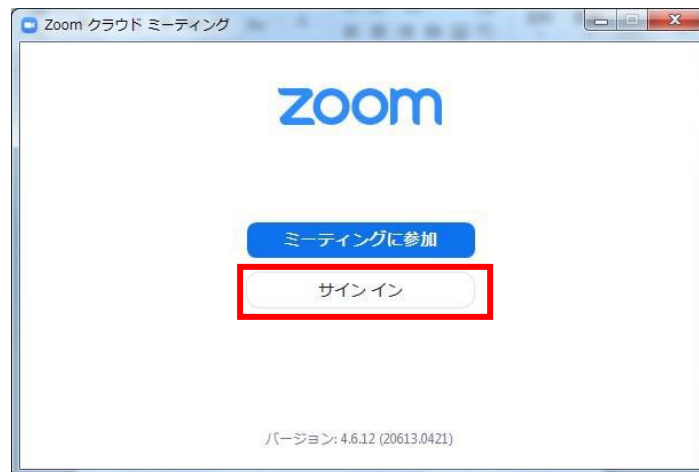 Zoom クラウド ミーティング
zoom
ミーティングに参加
サイン イン
バージョン: 4.6.12 (20613.0421)